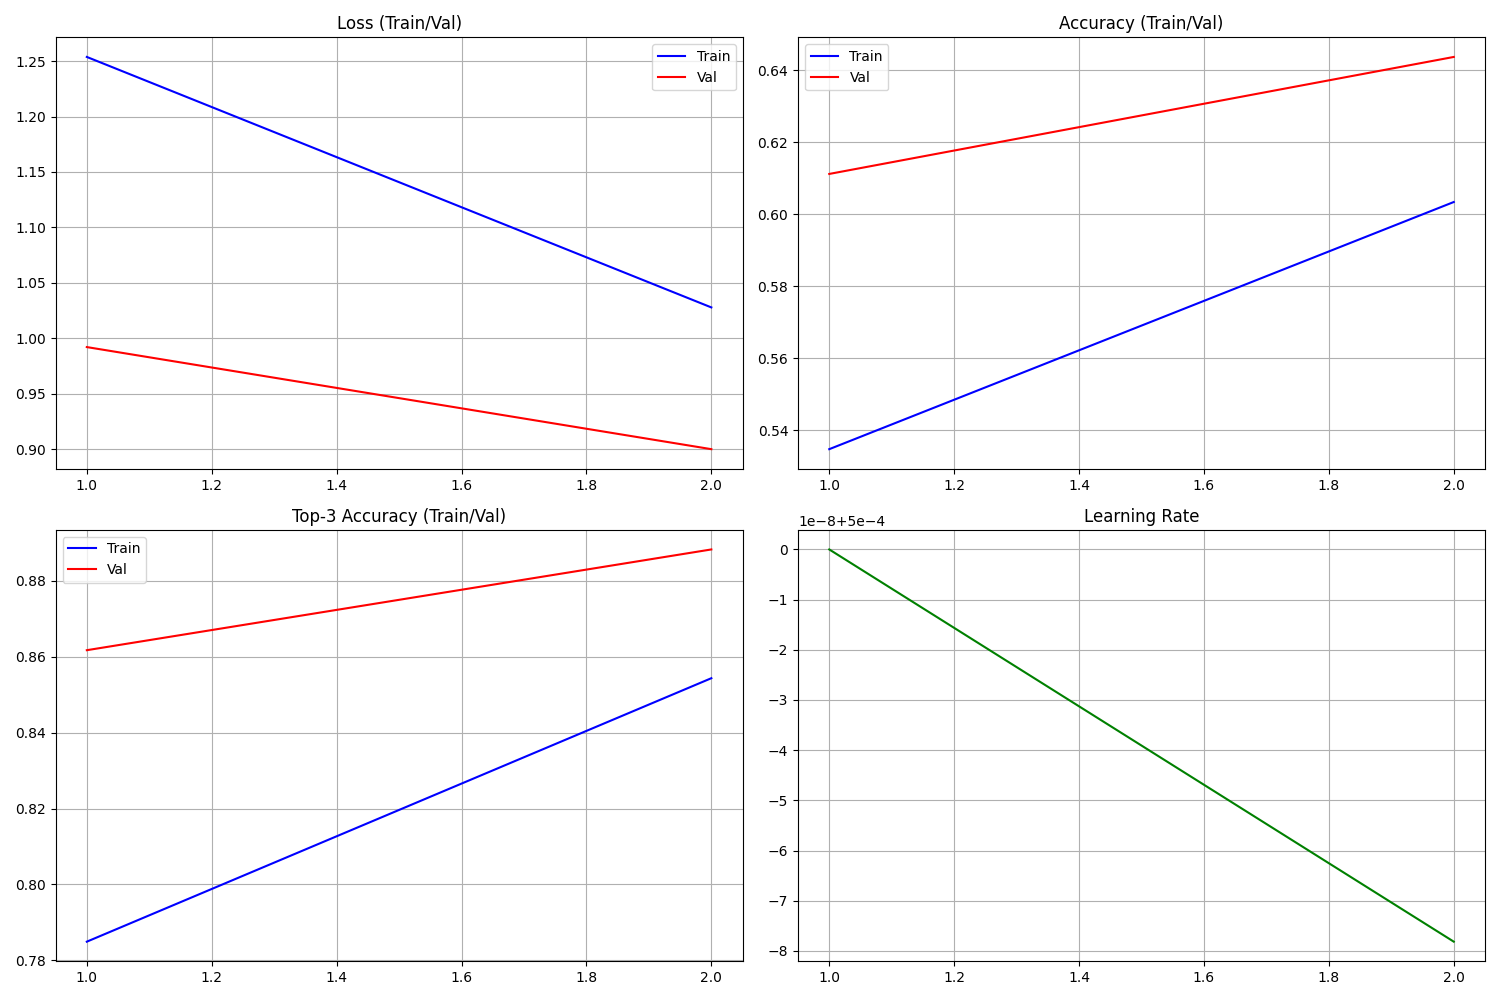 Loss (Train/Val)
Train
Val
1.25
1.20
1.15
1.10
1.05
1.00
0.95
0.90
1.0 1.2 1.4 1.6 1.8 2.0
Accuracy (Train/Val)
Train
Val
0.64
0.62
0.60
0.58
0.56
0.54
1.0 1.2 1.4 1.6 1.8 2.0
Top-3 Accuracy (Train/Val)
Train
Val
0.88
0.86
0.84
0.82
0.80
0.78
1.0 1.2 1.4 1.6 1.8 2.0
Learning Rate
1e−8+5e−4
0
−1
−2
−3
−4
−5
−6
−7
−8
1.0 1.2 1.4 1.6 1.8 2.0